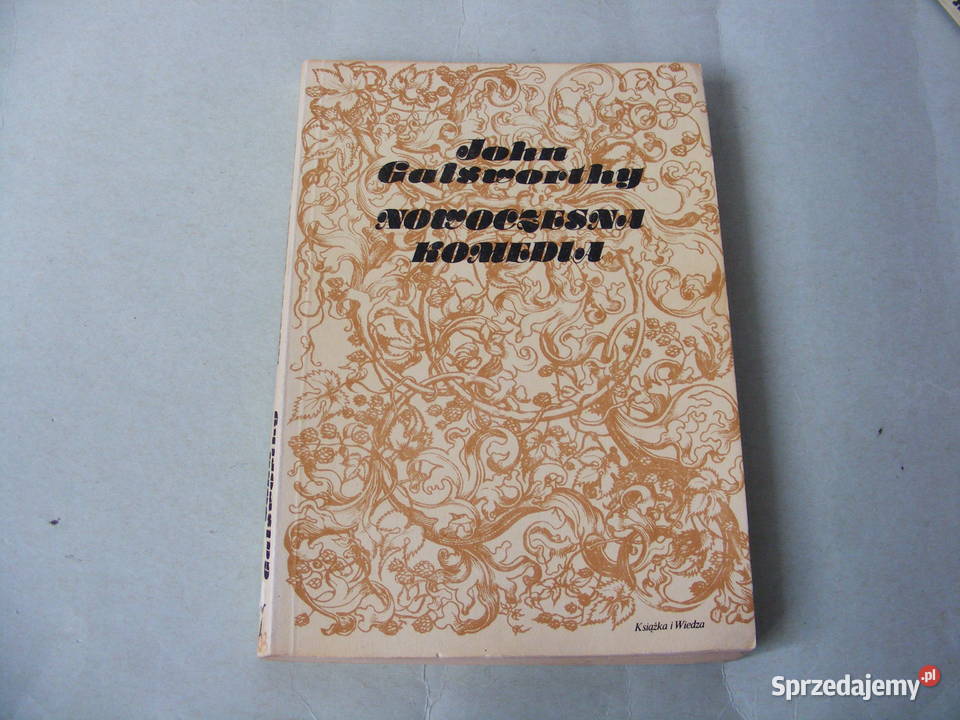 John
Galsworthy
NOWOCZESNA
KOMEDIA
Książka i Wiedza
Sprzedajemy.pl